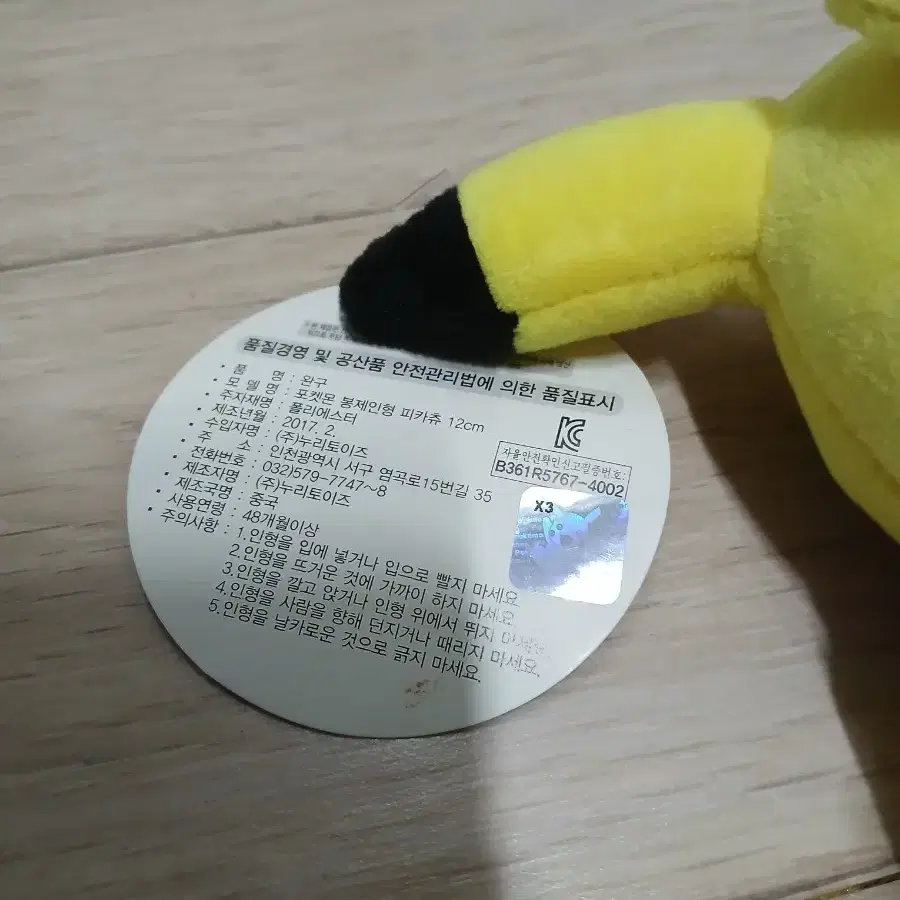 품질경영 및 공산품 안전관리법에 의한 품질표시
• 품 명 : 완구
• 모 델 명 : 포켓몬 봉제인형 피카츄 12cm
• 주자재명 : 폴리에스터
• 제조년월 : 2017. 2.
• 수입자명 : (주)누리토이즈
• 주 소 : 인천광역시 서구 염곡로15번길 35
• 전화번호 : 032)579-7747~8
• 제조자명 : (주)누리토이즈
• 제조국명 : 중국
• 사용연령 : 48개월이상
• 주의사항 : 1.인형을 입에 넣거나 입으로 빨지 마세요
2.인형을 뜨거운 것에 가까이 하지 마세요.
3.인형을 깔고 앉거나 인형 위에서 뛰지
4.인형을 사람을 향해 던지거나 때리지 마세요.
5.인형을 날카로운 것으로 긁지 마세요.
자율안전확인신고필증번호:
B361R5767-4002
X3